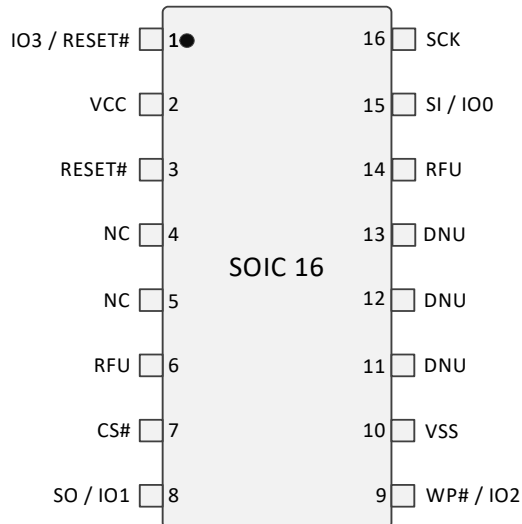 IO3 / RESET# 1 16 SCK
VCC 2 15 SI / IO0
RESET# 3 14 RFU
NC 4 13 DNU
SOIC 16
NC 5 12 DNU
RFU 6 11 DNU
CS# 7 10 VSS
SO / IO1 8 9 WP# / IO2